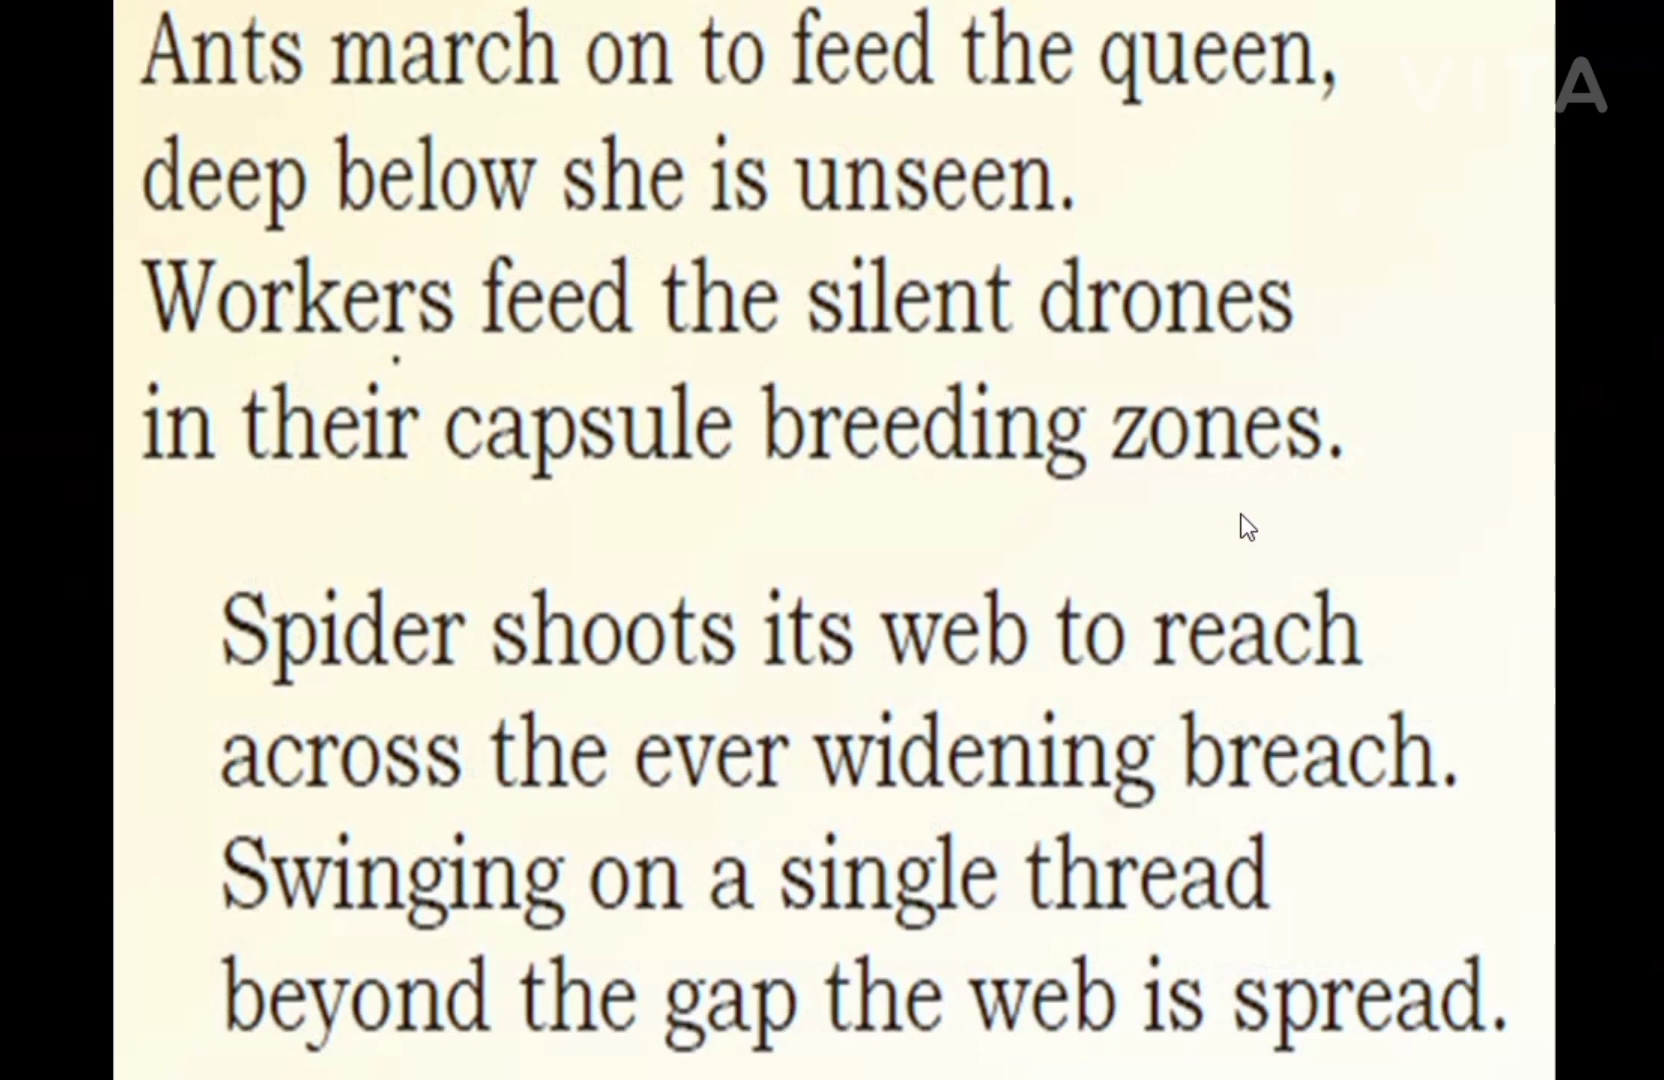 Ants march on to feed the queen,
VITA
deep below she is unseen.
Workers feed the silent drones
in their capsule breeding zones.
Spider shoots its web to reach
across the ever widening breach.
Swinging on a single thread
beyond the gap the web is spread.